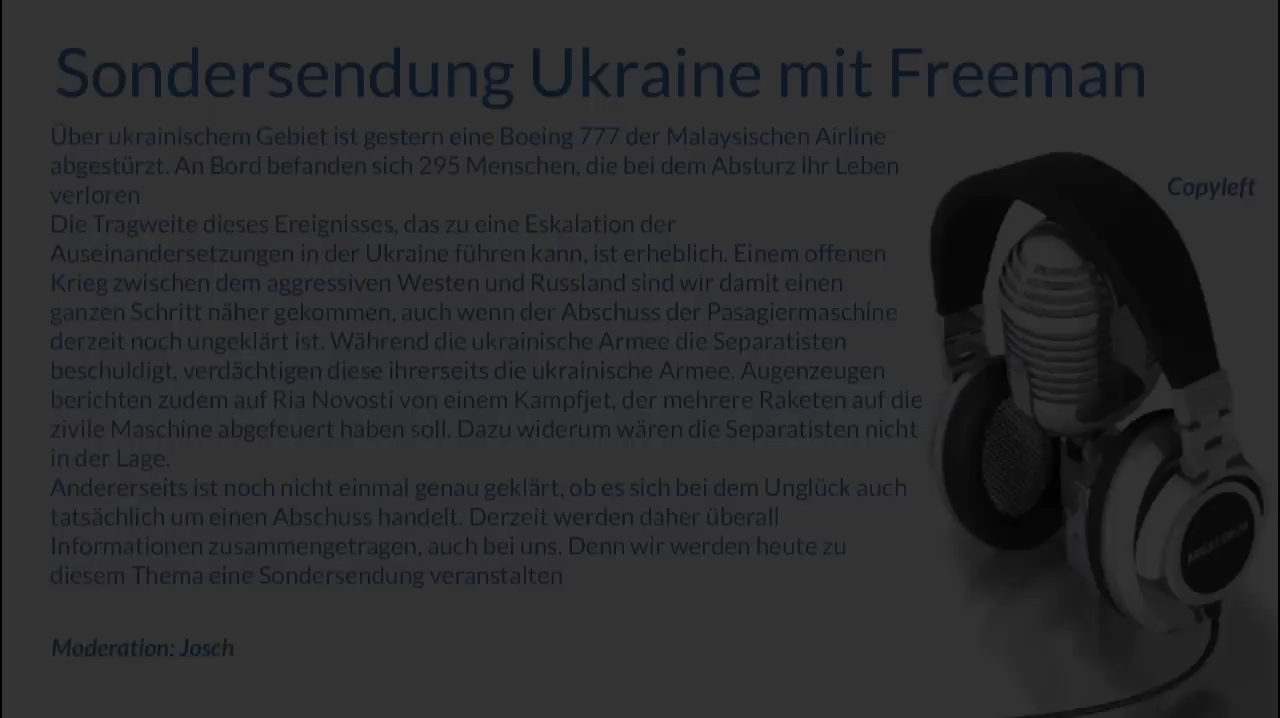 Sondersendung Ukraine mit Freeman
Über ukrainischem Gebiet ist gestern eine Boeing 777 der Malaysischen Airline
abgestürzt. An Bord befanden sich 295 Menschen, die bei dem Absturz ihr Leben
verloren
Copyleft
Die Tragweite dieses Ereignisses, das zu eine Eskalation der
Auseinandersetzungen in der Ukraine führen kann, ist erheblich. Einem offenen
Krieg zwischen dem aggressiven Westen und Russland sind wir damit einen
ganzen Schritt näher gekommen, auch wenn der Abschuss der Pasagiermaschine
derzeit noch ungeklärt ist. Während die ukrainische Armee die Separatisten
beschuldigt, verdächtigen diese ihrerseits die ukrainische Armee. Augenzeugen
berichten zudem auf Ria Novosti von einem Kampfjet, der mehrere Raketen auf die
zivile Maschine abgefeuert haben soll. Dazu widerum wären die Separatisten nicht
in der Lage.
Andererseits ist noch nicht einmal genau geklärt, ob es sich bei dem Unglück auch
tatsächlich um einen Abschuss handelt. Derzeit werden daher überall
Informationen zusammengetragen, auch bei uns. Denn wir werden heute zu
diesem Thema eine Sondersendung veranstalten
Moderation: Josch